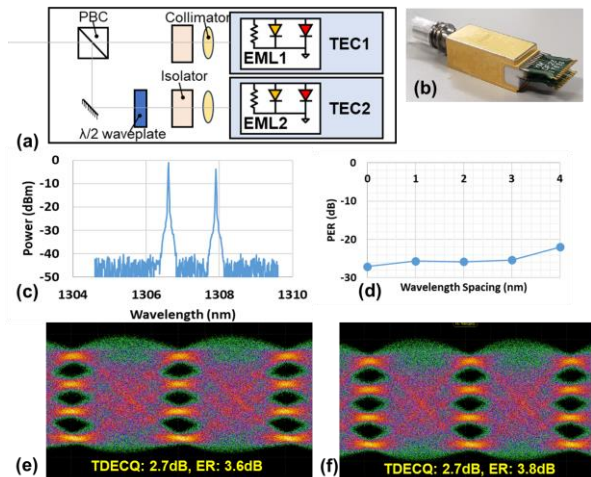 PBC
Collimator
EML1
TEC1
Isolator
EML2
TEC2
λ/2 waveplate
(a)
(b)
0
-10
-20
-30
-40
-50
Power (dBm)
1304
1306
1308
1310
Wavelength (nm)
(c)
0
1
2
3
4
0
-10
-20
-30
PER (dB)
Wavelength Spacing (nm)
(d)
(e)
TDECQ: 2.7dB, ER: 3.6dB
(f)
TDECQ: 2.7dB, ER: 3.8dB